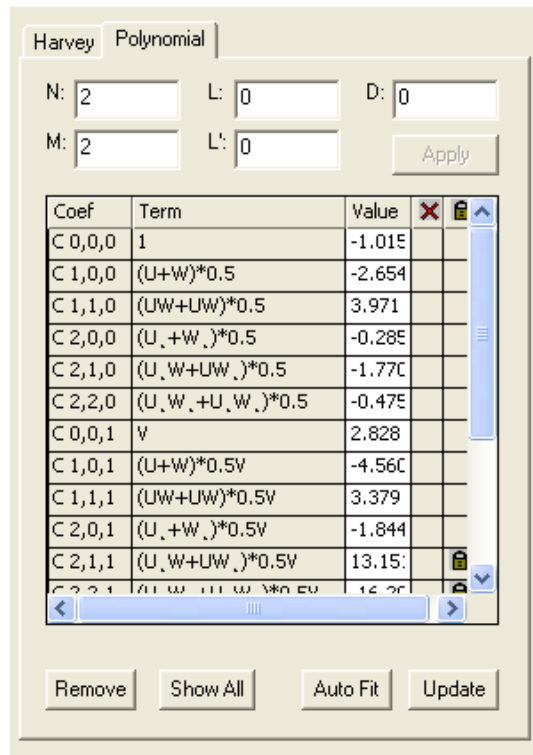 Harvey Polynomial
N: 2 L: 0 D: 0
M: 2 L': 0 Apply
Coef Term Value
C 0,0,0 1 -1.015
C 1,0,0 (U+W)*0.5 -2.654
C 1,1,0 (UW+UW)*0.5 3.971
C 2,0,0 (U¸+W¸)*0.5 -0.285
C 2,1,0 (U¸W+UW¸)*0.5 -1.770
C 2,2,0 (U¸W¸+U¸W¸)*0.5 -0.475
C 0,0,1 V 2.828
C 1,0,1 (U+W)*0.5V -4.560
C 1,1,1 (UW+UW)*0.5V 3.379
C 2,0,1 (U¸+W¸)*0.5V -1.844
C 2,1,1 (U¸W+UW¸)*0.5V 13.151
Remove Show All Auto Fit Update